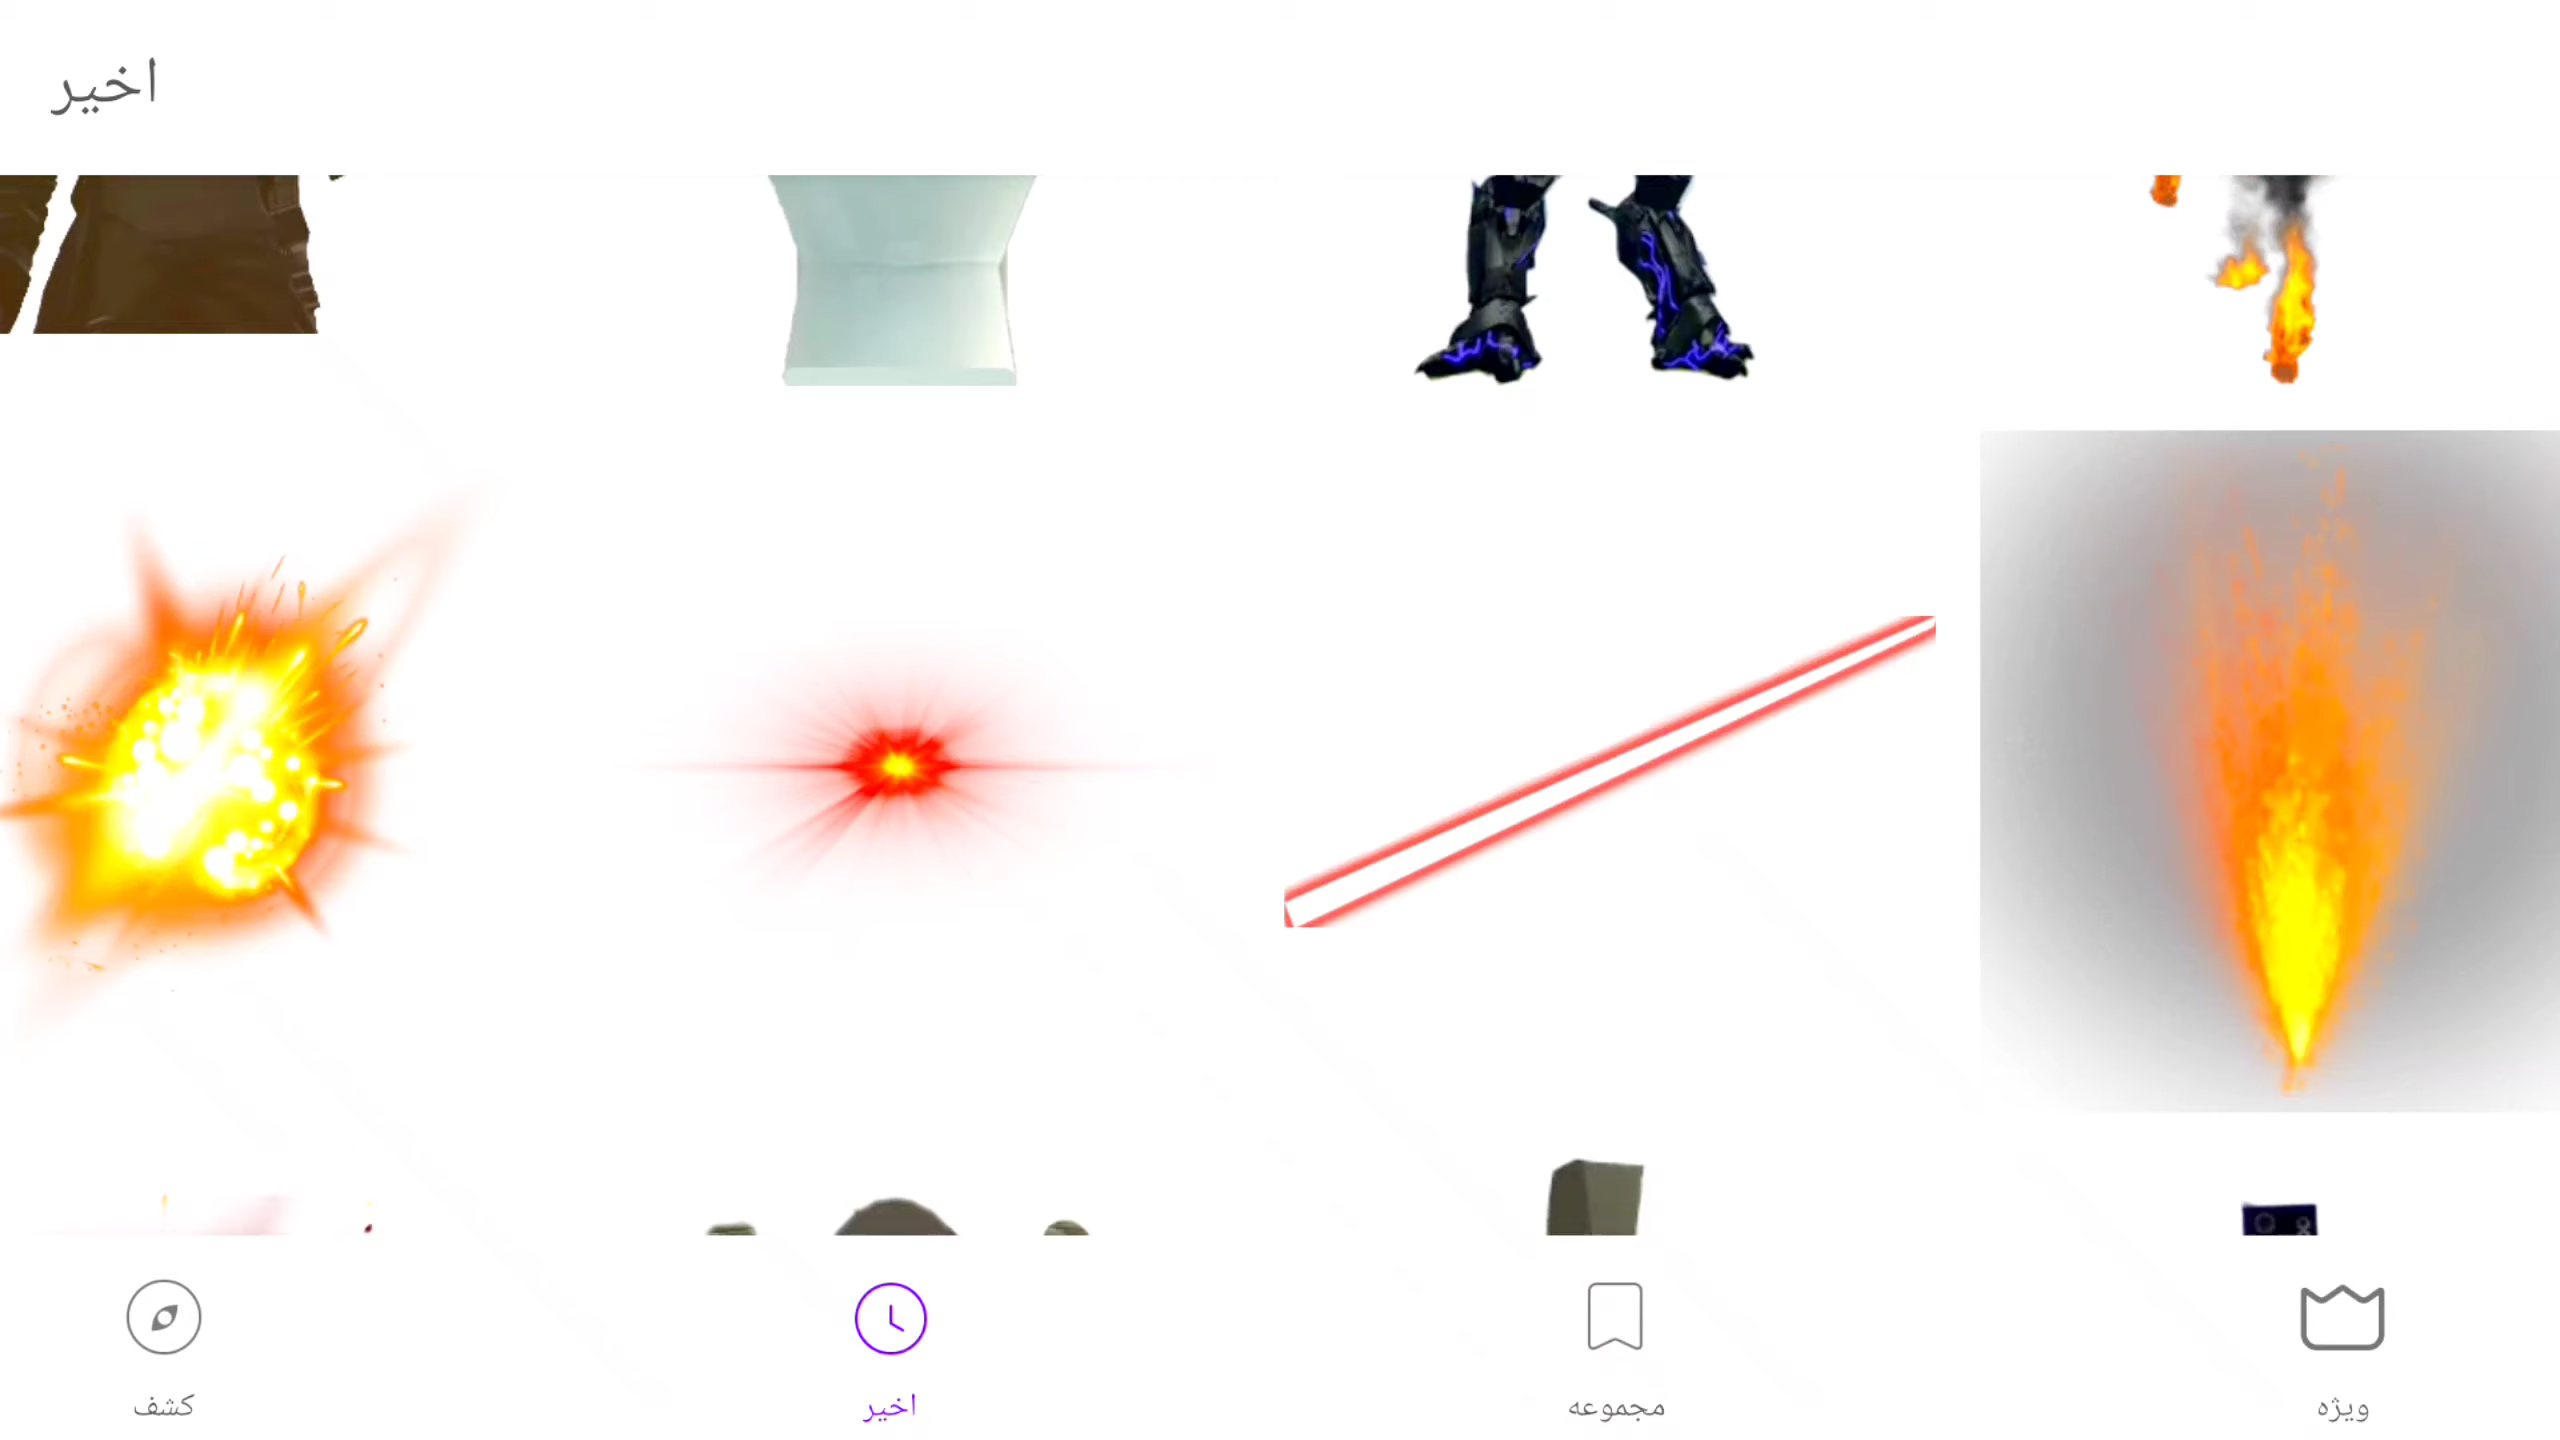 اخیر
کشف
اخیر
مجموعه
ویژه